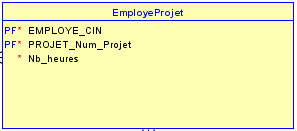 EmployeProjet
PF* EMPLOYE_CIN
PF* PROJET_Num_Projet
* Nb_heures